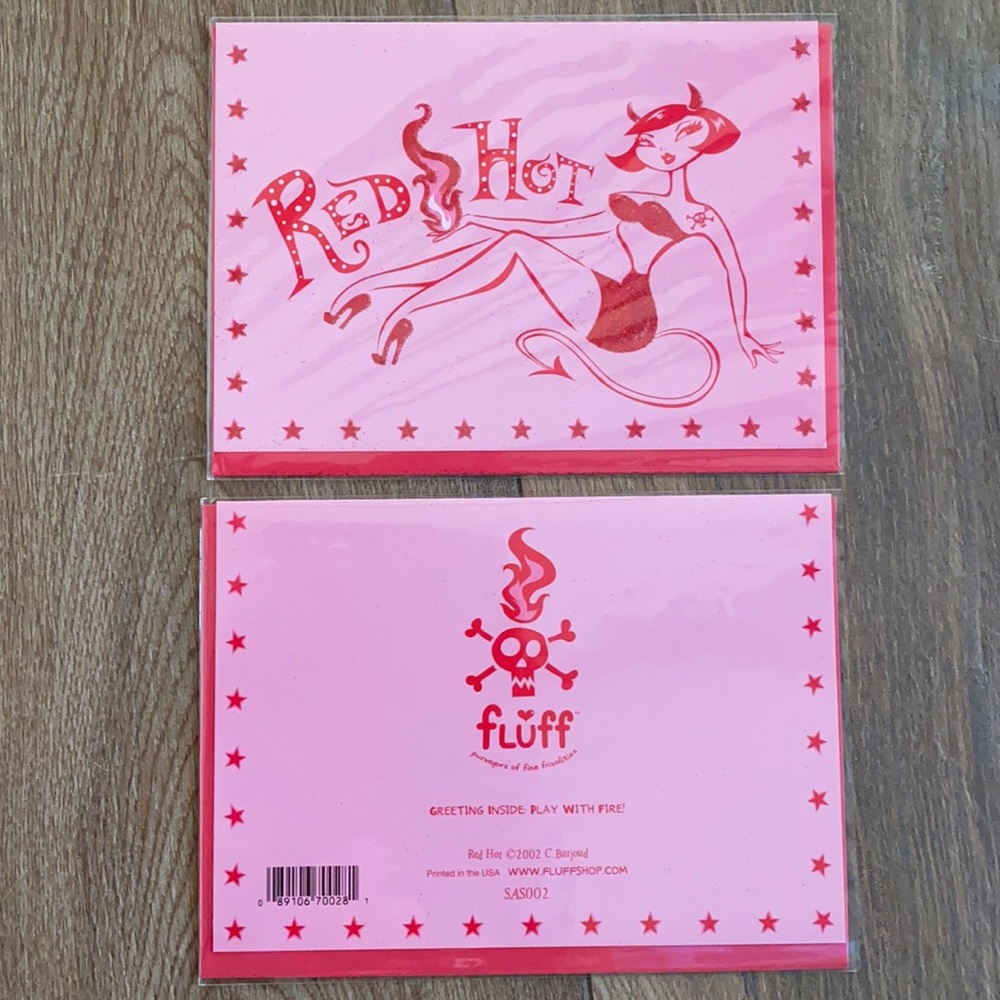 RED HOT
fLuff™
purveyors of fine frivolities
GREETING INSIDE: PLAY WITH FIRE!
Red Hot ©2002 C. Barjoud
Printed in the USA WWW.FLUFFSHOP.COM
SAS002
0 89106 70028 1